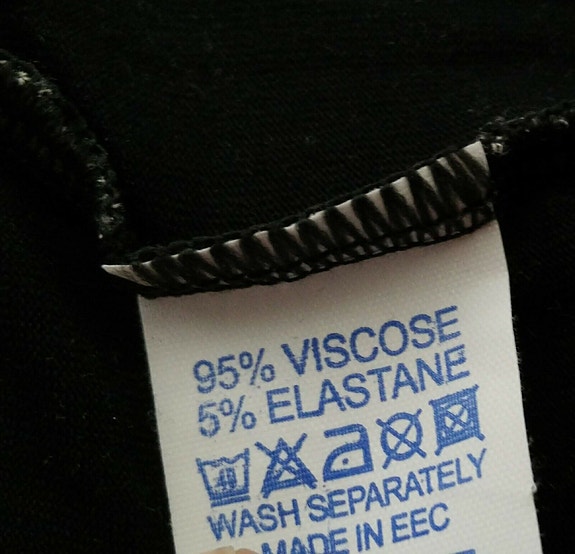 95% VISCOSE
5% ELASTANE
WASH SEPARATELY
MADE IN EEC